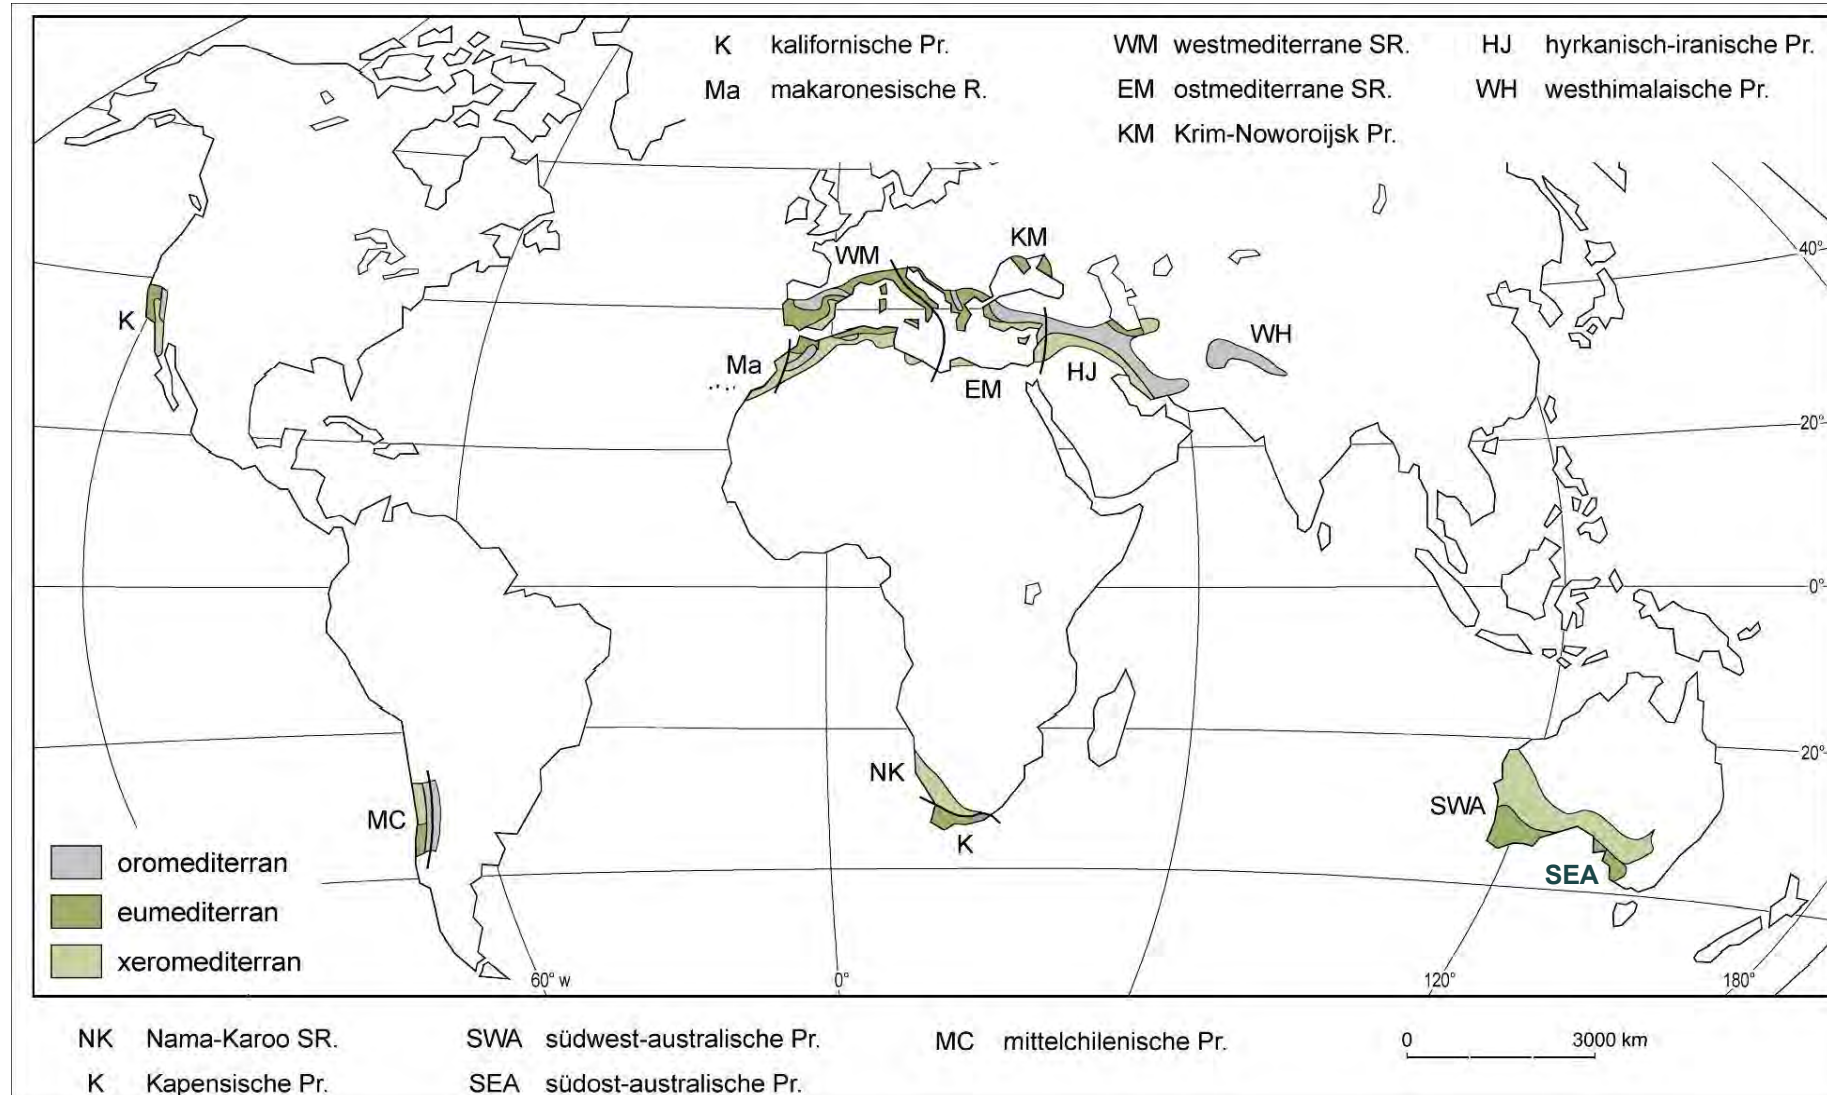 K kalifornische Pr.
Ma makaronesische R.
WM westmediterrane SR.
EM ostmediterrane SR.
KM Krim-Noworoijsk Pr.
HJ hyrkanisch-iranische Pr.
WH westhimalaische Pr.
40°
KM
WM
K
WH
Ma
HJ
EM
20°
0°
20°
NK
SWA
MC
K
SEA
oromediterran
eumediterran
xeromediterran
60° w
0°
120°
180°
NK Nama-Karoo SR.
K Kapensische Pr.
SWA südwest-australische Pr.
SEA südost-australische Pr.
MC mittelchilenische Pr.
0 3000 km